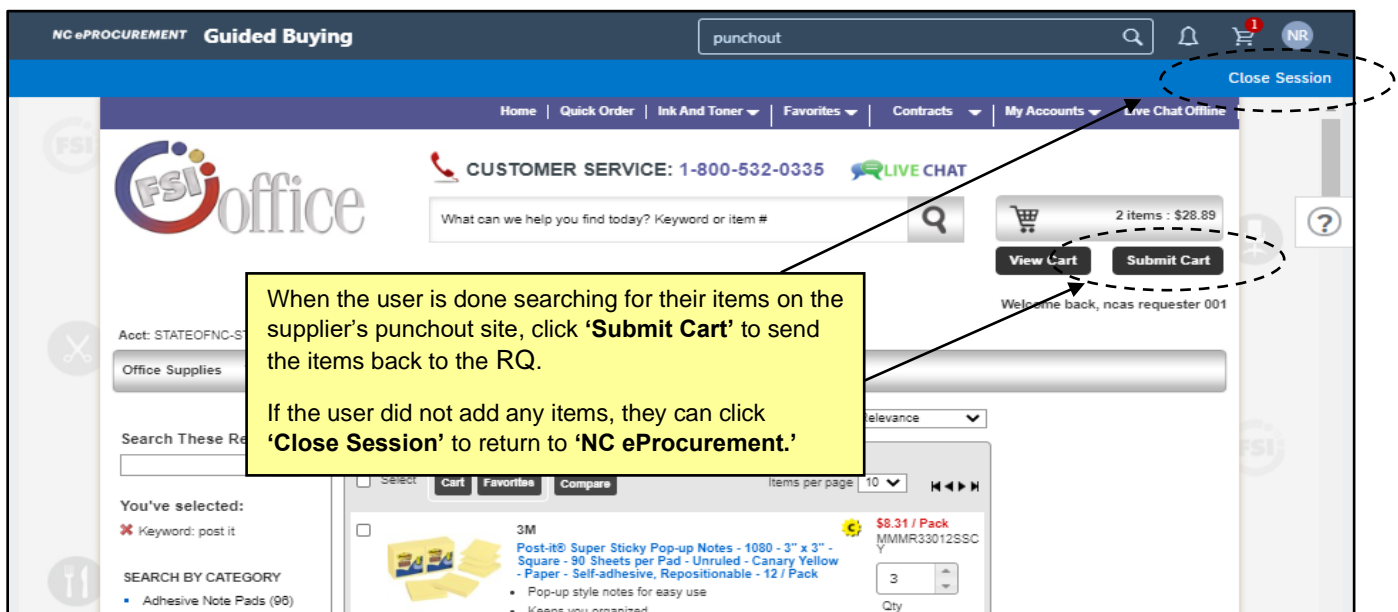 NC ePROCUREMENT Guided Buying
punchout
1
NR
Close Session
Home | Quick Order | Ink And Toner | Favorites | Contracts | My Accounts Live Chat Offline
FSI
FSI office
CUSTOMER SERVICE: 1-800-532-0335 LIVE CHAT
What can we help you find today? Keyword or item #
2 items : $28.89
?
View Cart Submit Cart
Welcome back, ncas requester 001
When the user is done searching for their items on the
supplier's punchout site, click 'Submit Cart' to send
the items back to the RQ.
If the user did not add any items, they can click
'Close Session' to return to 'NC eProcurement.'
Acct: STATEOFNC-ST
Office Supplies
Relevance
Search These Re
FSI
Select Cart Favorites Compare Items per page 10
You've selected:
Keyword: post it
SEARCH BY CATEGORY
Adhesive Note Pads (96)
3M
Post-it® Super Sticky Pop-up Notes - 1080 - 3" x 3" -
Square - 90 Sheets per Pad - Unruled - Canary Yellow
- Paper - Self-adhesive, Repositionable - 12 / Pack
• Pop-up style notes for easy use
• Keeps you organized
C
$8.31 / Pack
MMMR33012SSC
Y
3
Qty